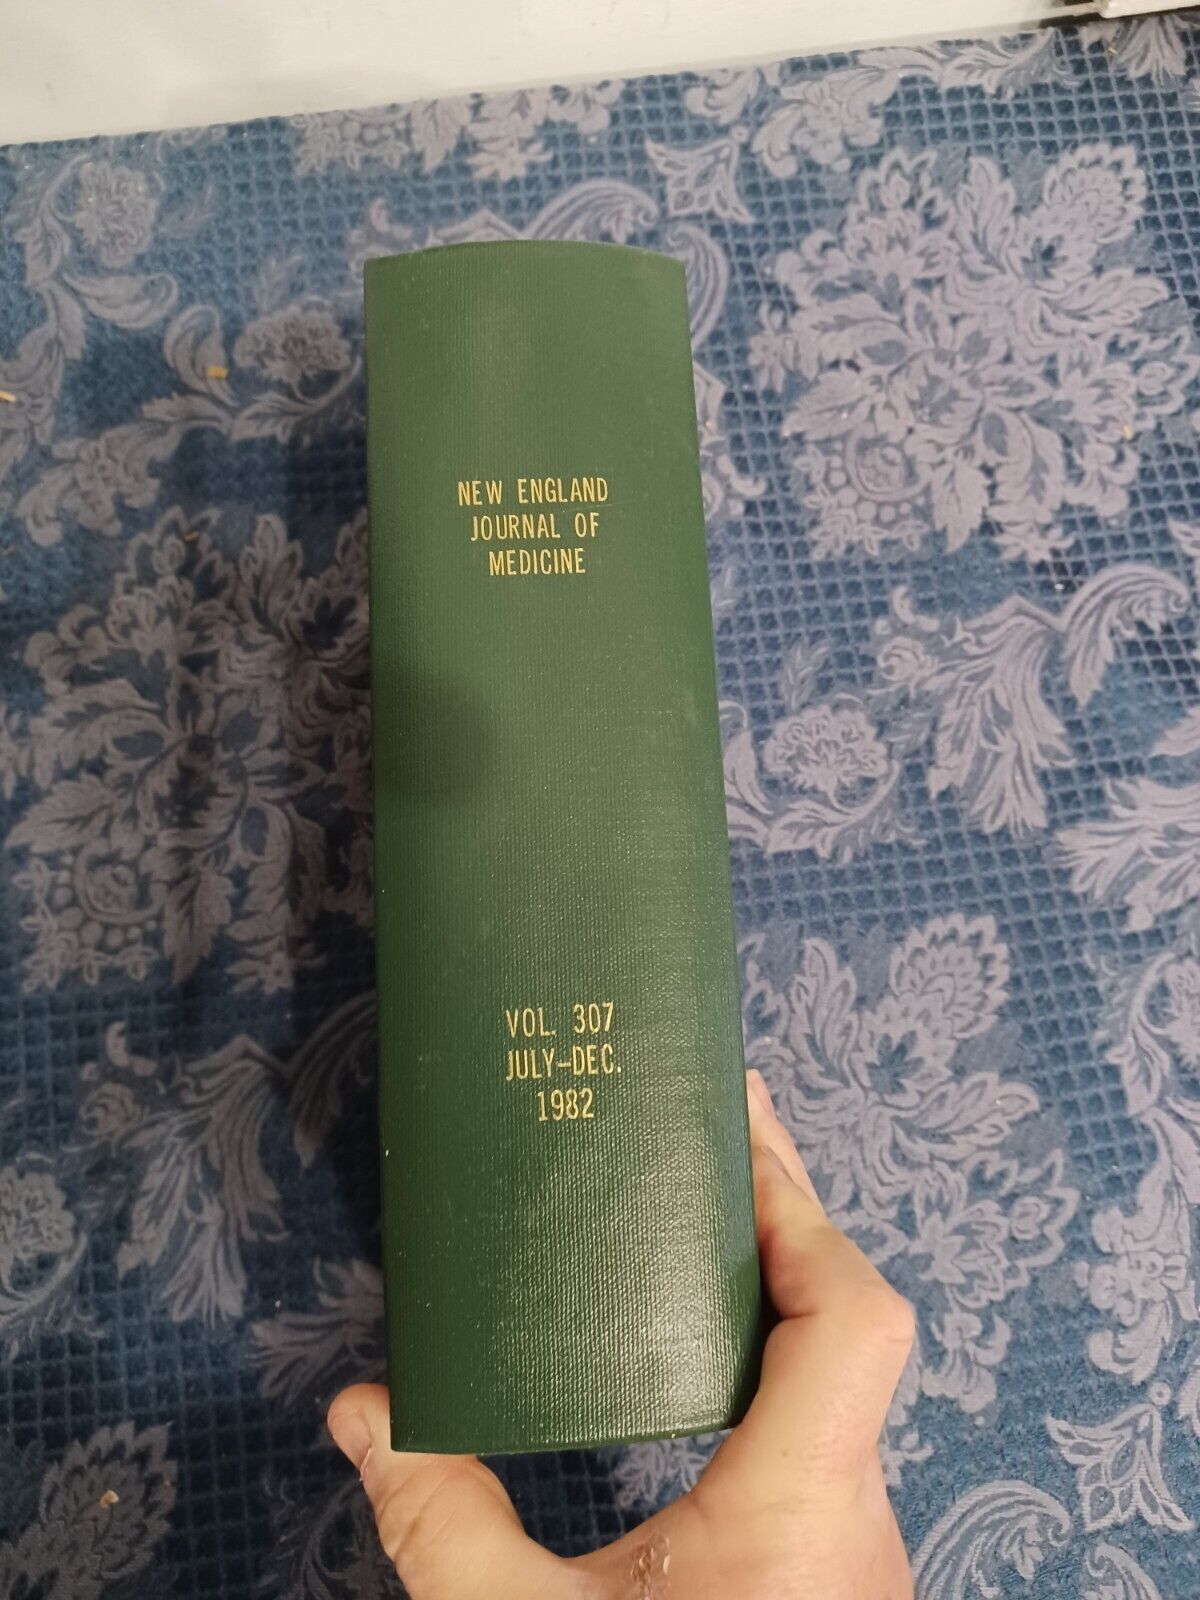 NEW ENGLAND
JOURNAL OF
MEDICINE
VOL. 307
JULY-DEC.
1982